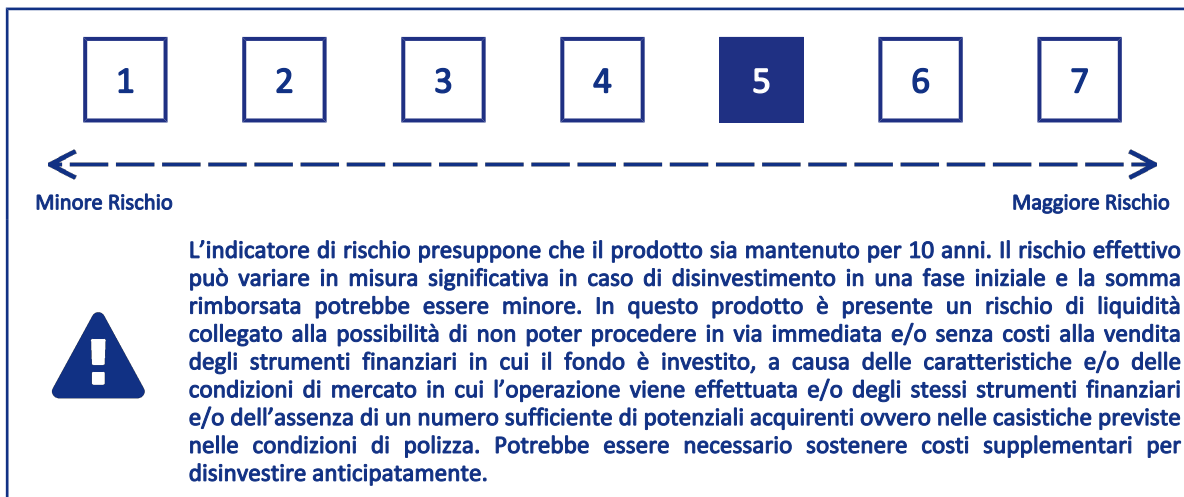 1 2 3 4 5 6 7
Minore Rischio Maggiore Rischio
L'indicatore di rischio presuppone che il prodotto sia mantenuto per 10 anni. Il rischio effettivo
può variare in misura significativa in caso di disinvestimento in una fase iniziale e la somma
rimborsata potrebbe essere minore. In questo prodotto è presente un rischio di liquidità
collegato alla possibilità di non poter procedere in via immediata e/o senza costi alla vendita
degli strumenti finanziari in cui il fondo è investito, a causa delle caratteristiche e/o delle
condizioni di mercato in cui l'operazione viene effettuata e/o degli stessi strumenti finanziari
e/o dell'assenza di un numero sufficiente di potenziali acquirenti ovvero nelle casistiche previste
nelle condizioni di polizza. Potrebbe essere necessario sostenere costi supplementari per
disinvestire anticipatamente.